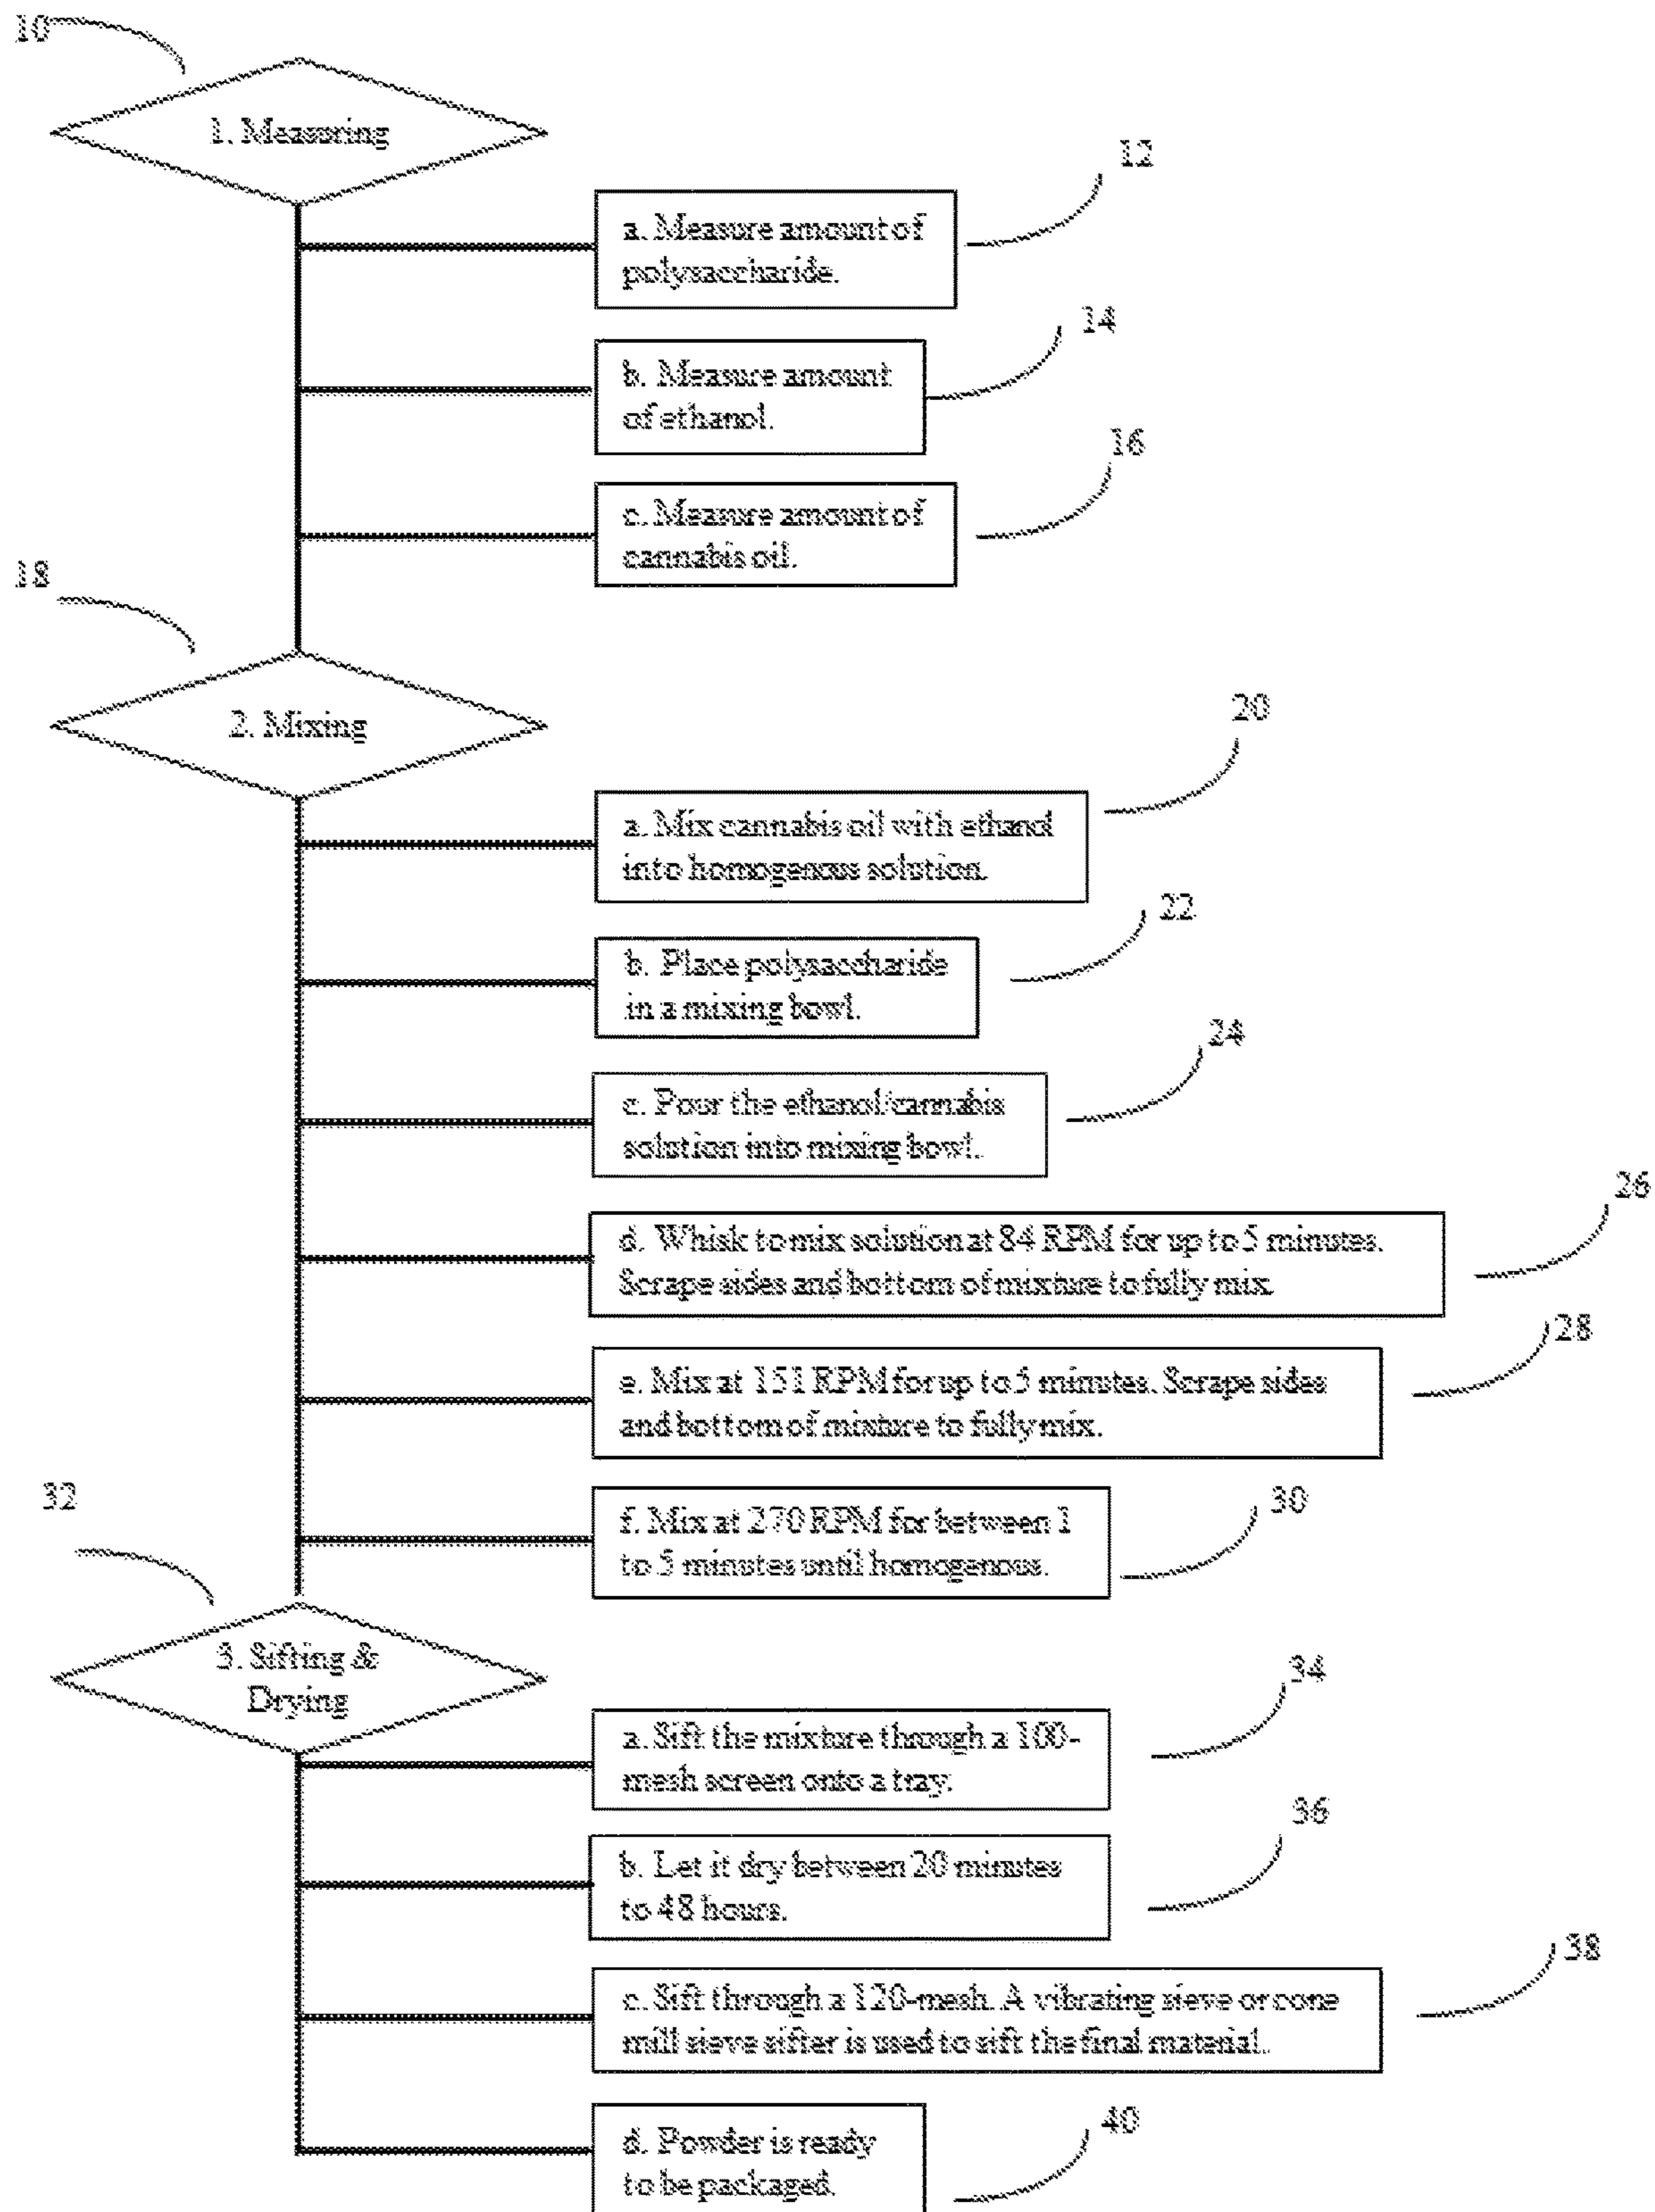 10
1. Measuring
12
a. Measure amount of
polysaccharide.
14
b. Measure amount
of ethanol.
16
c. Measure amount of
cannabis oil.
18
2. Mixing
20
a. Mix cannabis oil with ethanol
into homogenous solution.
22
b. Place polysaccharide
in a mixing bowl.
24
c. Pour the ethanol/cannabis
solution into mixing bowl.
26
d. Whisk to mix solution at 84 RPM for up to 5 minutes.
Scrape sides and bottom of mixture to fully mix.
28
e. Mix at 151 RPM for up to 5 minutes. Scrape sides
and bottom of mixture to fully mix.
30
f. Mix at 270 RPM for between 1
to 5 minutes until homogenous.
32
3. Sifting &
Drying
34
a. Sift the mixture through a 100-
mesh screen onto a tray.
36
b. Let it dry between 20 minutes
to 48 hours.
38
c. Sift through a 120-mesh. A vibrating sieve or cone
mill sieve sifter is used to sift the final material.
40
d. Powder is ready
to be packaged.